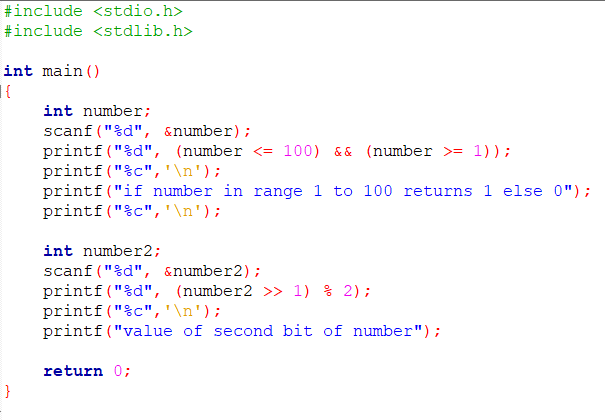 #include <stdio.h>
#include <stdlib.h>
int main()
{
int number;
scanf("%d", &number);
printf("%d", (number <= 100) && (number >= 1));
printf("%c",'\n');
printf("if number in range 1 to 100 returns 1 else 0");
printf("%c",'\n');
int number2;
scanf("%d", &number2);
printf("%d", (number2 >> 1) % 2);
printf("%c",'\n');
printf("value of second bit of number");
return 0;
}